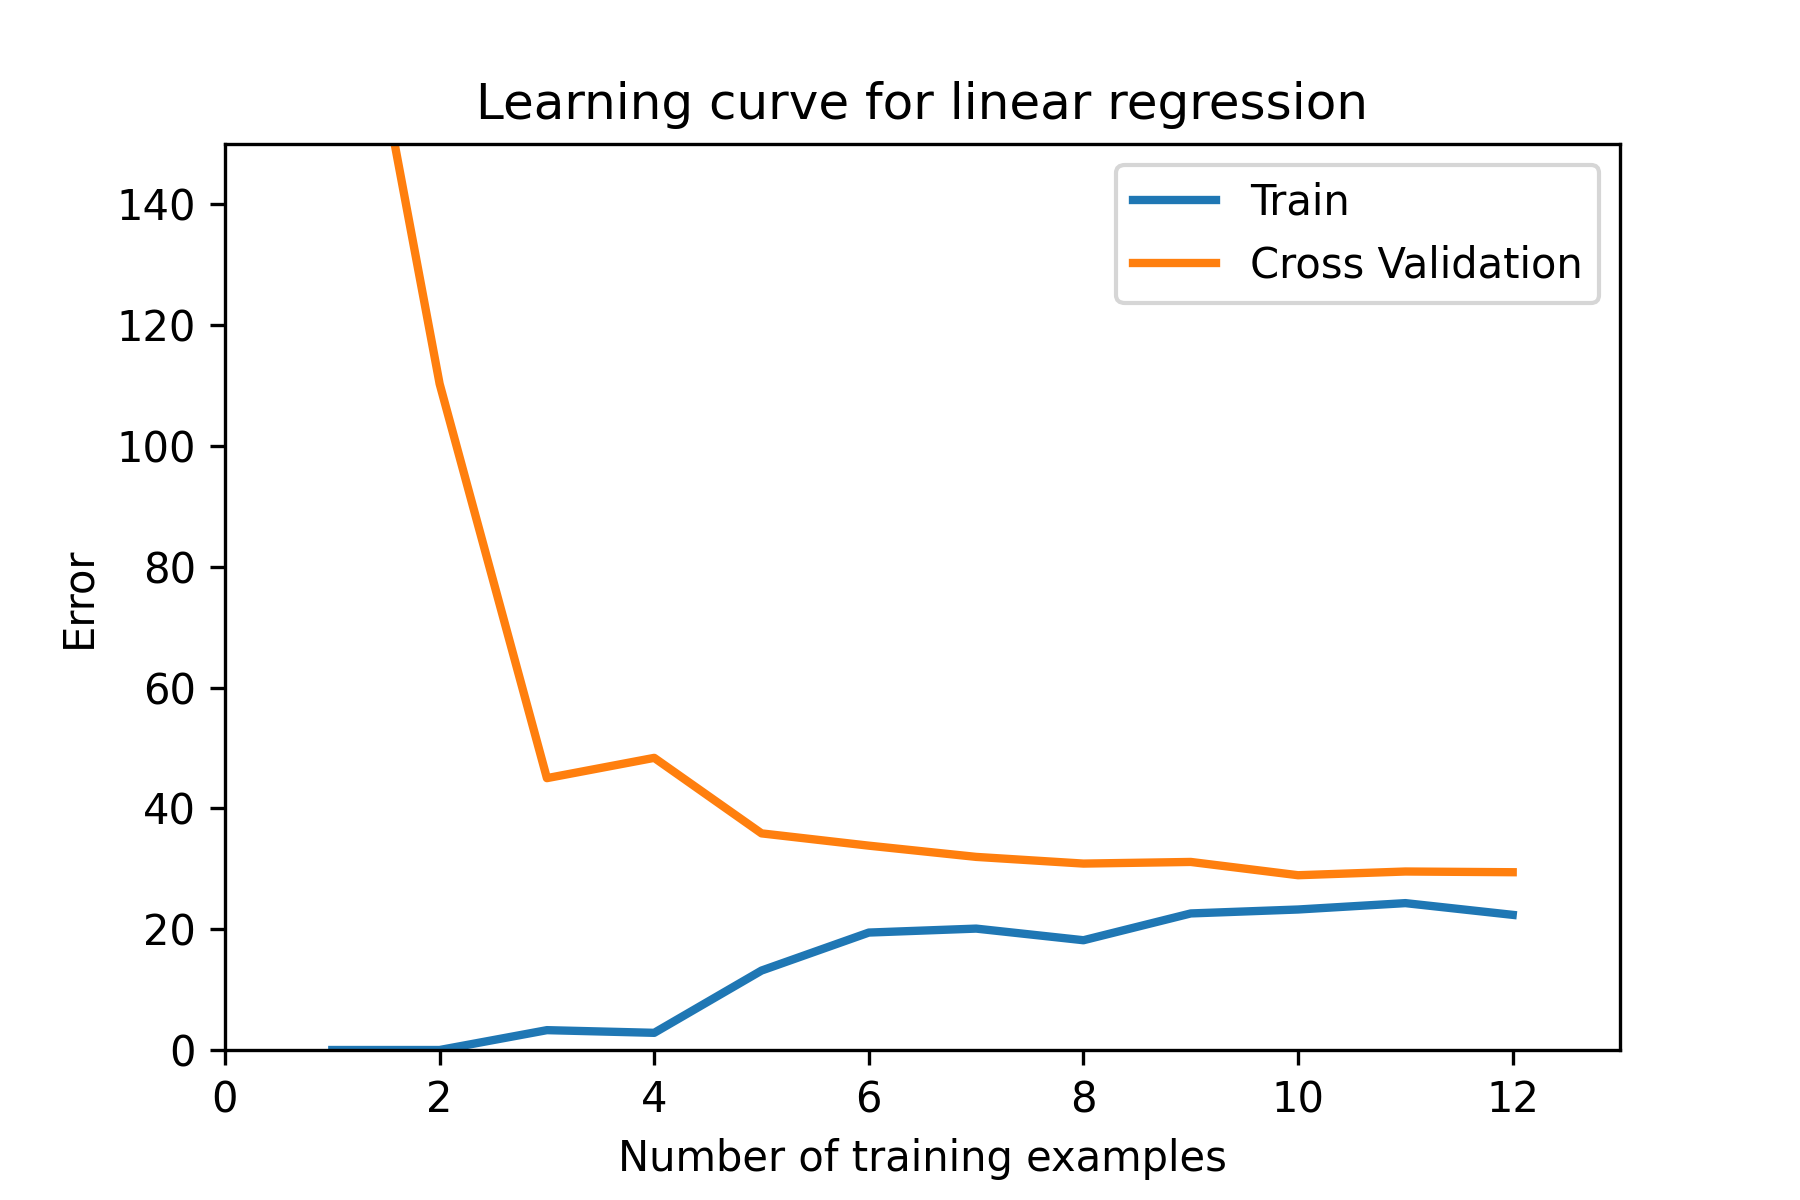 Learning curve for linear regression
Train
Cross Validation
140
120
100
80
60
40
20
0
Error
0 2 4 6 8 10 12
Number of training examples